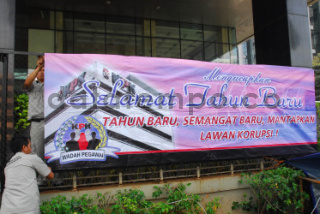 Mengucapkan
Selamat Tahun Baru
TAHUN BARU, SEMANGAT BARU, MANTAPKAN
LAWAN KORUPSI.!
KPK
WADAH PEGAWAI